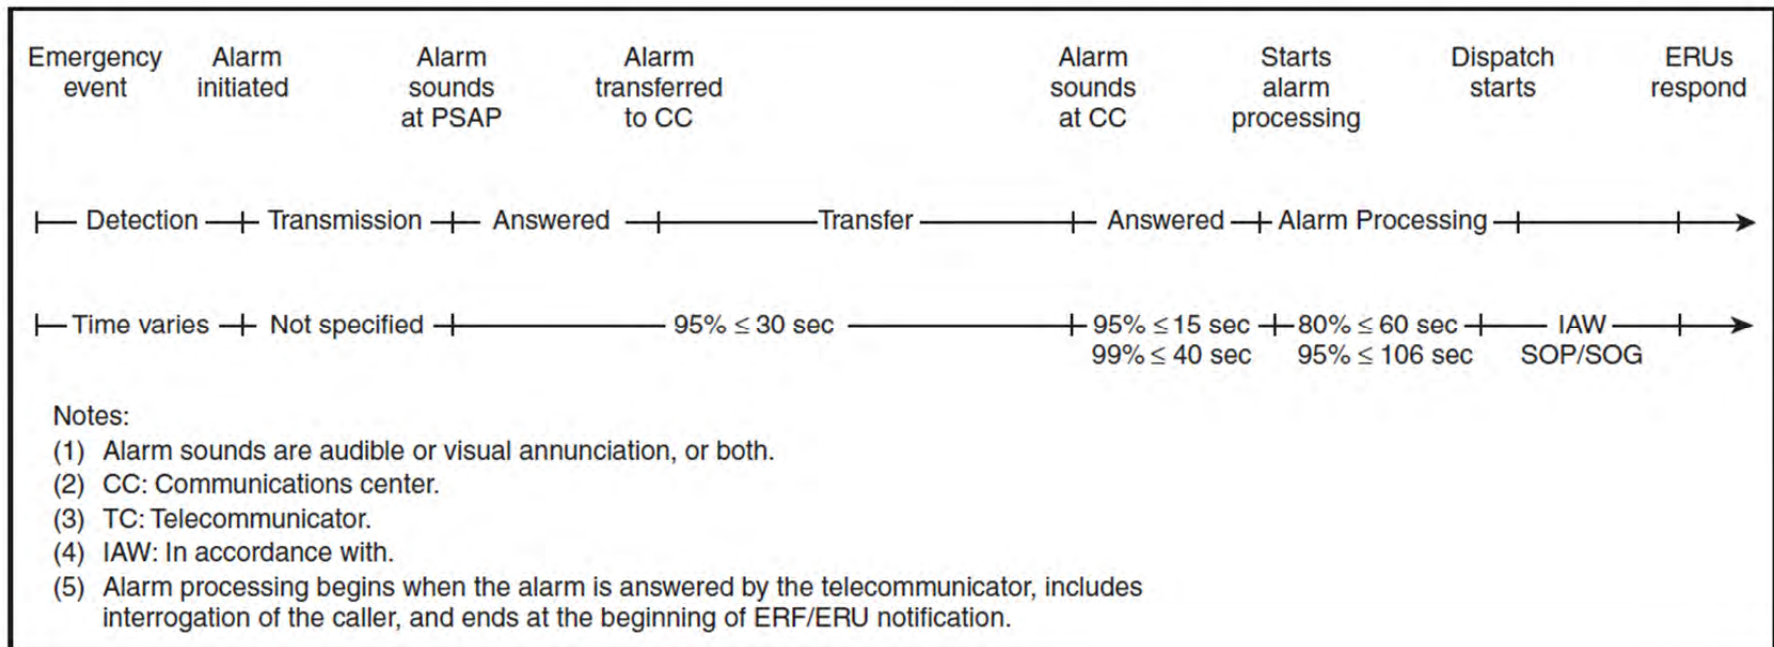 Emergency event
Alarm initiated
Alarm sounds at PSAP
Alarm transferred to CC
Alarm sounds at CC
Starts alarm processing
Dispatch starts
ERUs respond
Detection
Transmission
Answered
Transfer
Answered
Alarm Processing
Time varies
Not specified
95% ≤ 30 sec
95% ≤ 15 sec
99% ≤ 40 sec
80% ≤ 60 sec
95% ≤ 106 sec
IAW
SOP/SOG
Notes:
(1) Alarm sounds are audible or visual annunciation, or both.
(2) CC: Communications center.
(3) TC: Telecommunicator.
(4) IAW: In accordance with.
(5) Alarm processing begins when the alarm is answered by the telecommunicator, includes
interrogation of the caller, and ends at the beginning of ERF/ERU notification.